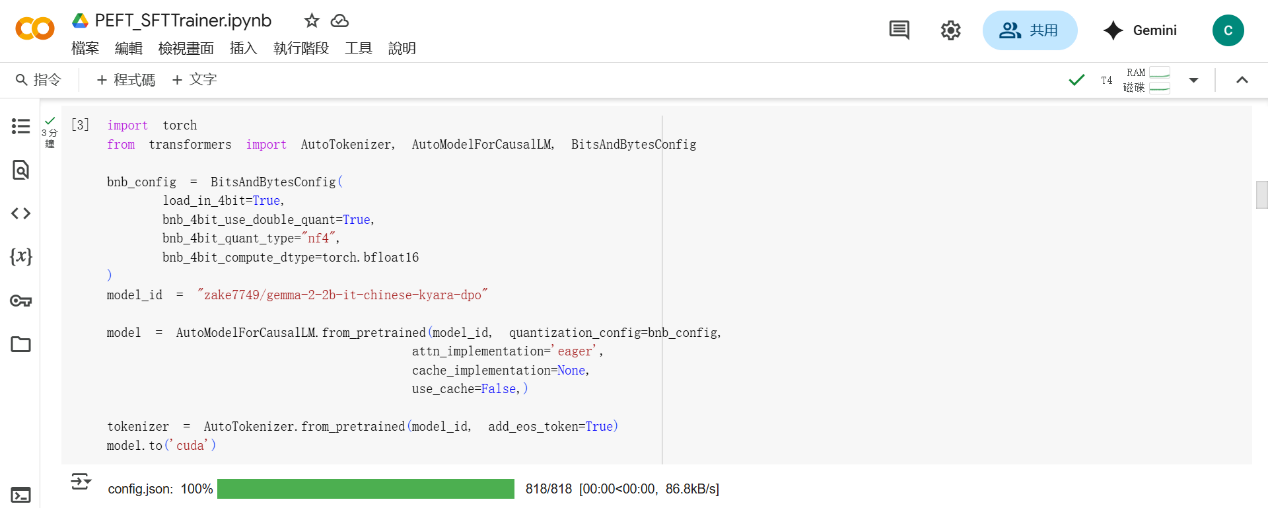 PEFT_SFTTrainer.ipynb
檔案 編輯 檢視畫面 插入 執行階段 工具 說明
共用
Gemini
C
指令 + 程式碼 + 文字
T4
RAM
磁碟
3 分
鐘
[3]
import torch
from transformers import AutoTokenizer, AutoModelForCausalLM, BitsAndBytesConfig
bnb_config = BitsAndBytesConfig(
load_in_4bit=True,
bnb_4bit_use_double_quant=True,
bnb_4bit_quant_type="nf4",
bnb_4bit_compute_dtype=torch.bfloat16
)
model_id = "zake7749/gemma-2-2b-it-chinese-kyara-dpo"
model = AutoModelForCausalLM.from_pretrained(model_id, quantization_config=bnb_config,
attn_implementation='eager',
cache_implementation=None,
use_cache=False,)
tokenizer = AutoTokenizer.from_pretrained(model_id, add_eos_token=True)
model.to('cuda')
config.json: 100% 818/818 [00:00<00:00, 86.8kB/s]